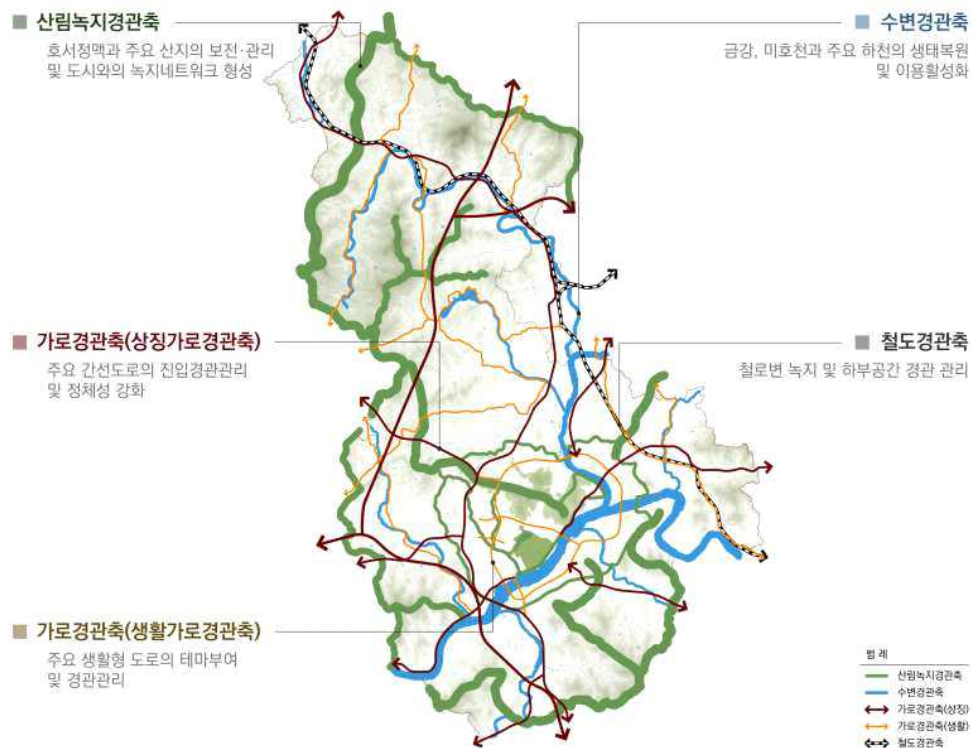 산림녹지경관축
호서정맥과 주요 산지의 보전·관리
및 도시와의 녹지네트워크 형성
수변경관축
금강, 미호천과 주요 하천의 생태복원
및 이용활성화
가로경관축(상징가로경관축)
주요 간선도로의 진입경관관리
및 정체성 강화
철도경관축
철로변 녹지 및 하부공간 경관 관리
가로경관축(생활가로경관축)
주요 생활형 도로의 테마부여
및 경관관리
범 례
산림녹지경관축
수변경관축
가로경관축(상징)
가로경관축(생활)
철도경관축